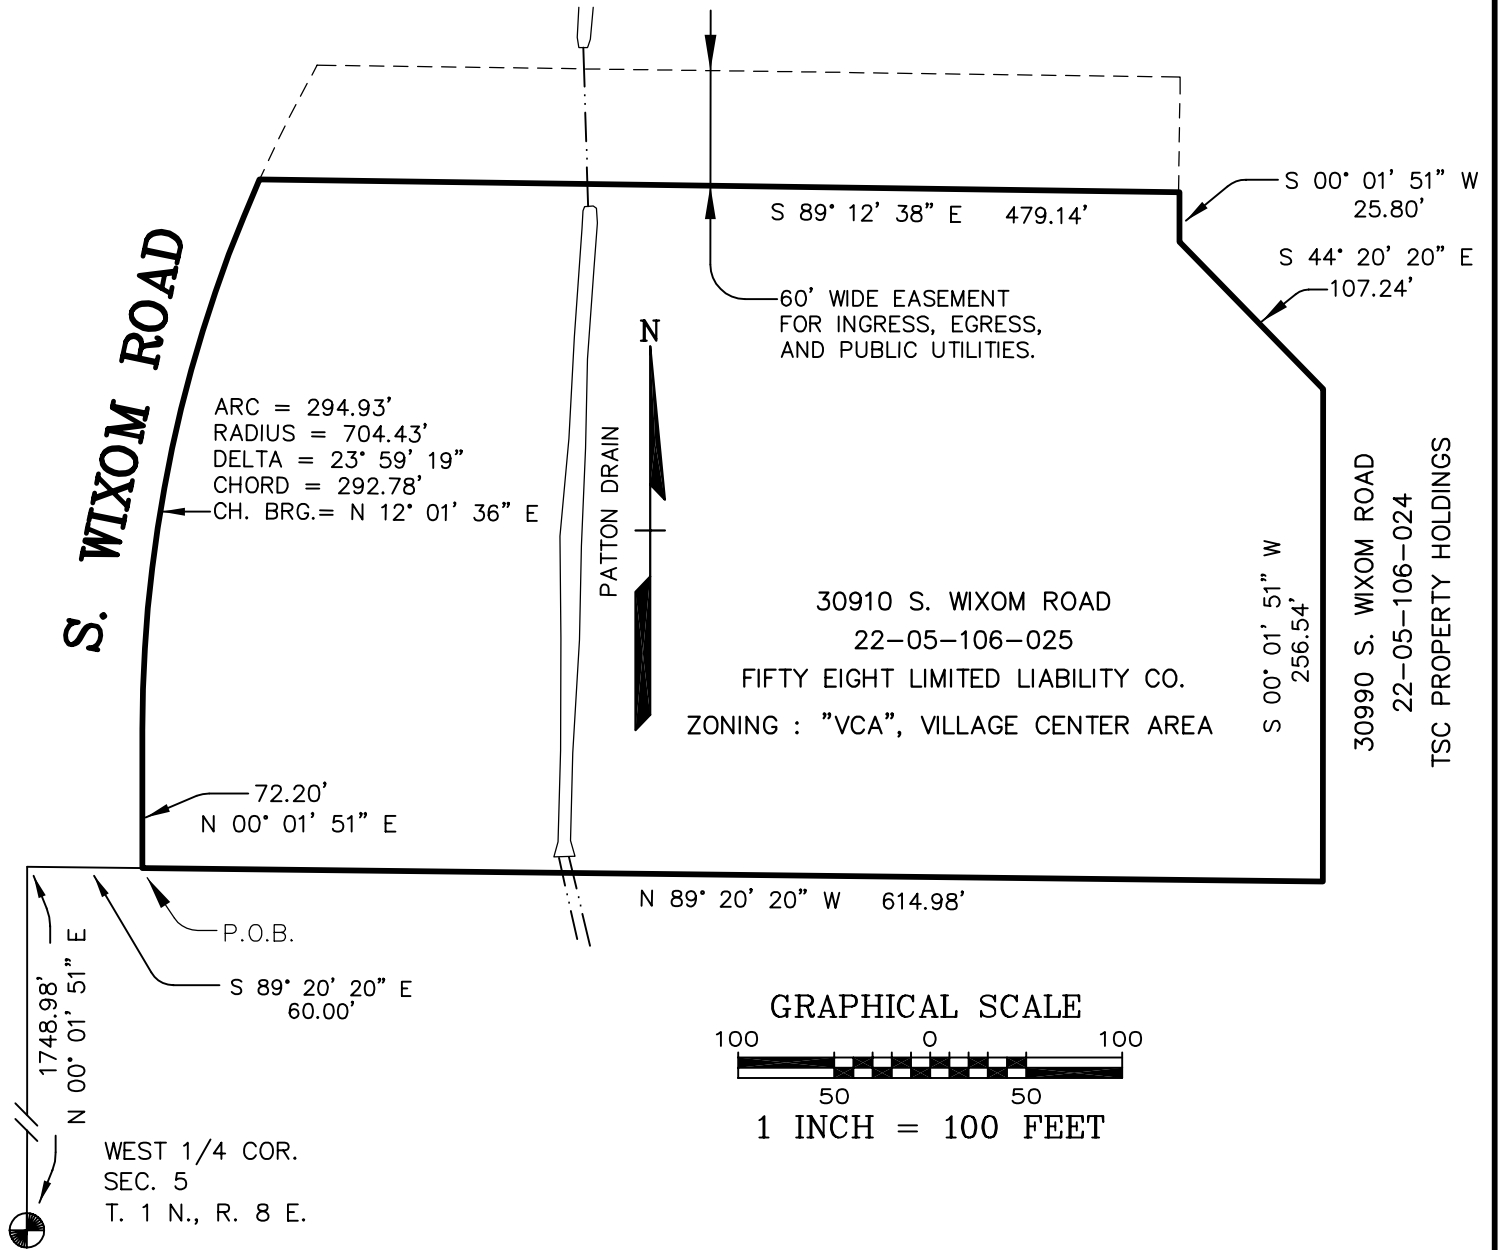 S 00° 01' 51" W
25.80'
S 89° 12' 38" E 479.14'
S 44° 20' 20" E
107.24'
60' WIDE EASEMENT
FOR INGRESS, EGRESS,
AND PUBLIC UTILITIES.
S. WIXOM ROAD
N
ARC = 294.93'
RADIUS = 704.43'
DELTA = 23° 59' 19"
CHORD = 292.78'
CH. BRG.= N 12° 01' 36" E
PATTON DRAIN
30910 S. WIXOM ROAD
22-05-106-025
FIFTY EIGHT LIMITED LIABILITY CO.
ZONING : "VCA", VILLAGE CENTER AREA
S 00° 01' 51" W
256.54'
30990 S. WIXOM ROAD
22-05-106-024
TSC PROPERTY HOLDINGS
72.20'
N 00° 01' 51" E
N 89° 20' 20" W 614.98'
P.O.B.
S 89° 20' 20" E
60.00'
1748.98'
N 00° 01' 51" E
GRAPHICAL SCALE
100 0 100
50 50
1 INCH = 100 FEET
WEST 1/4 COR.
SEC. 5
T. 1 N., R. 8 E.